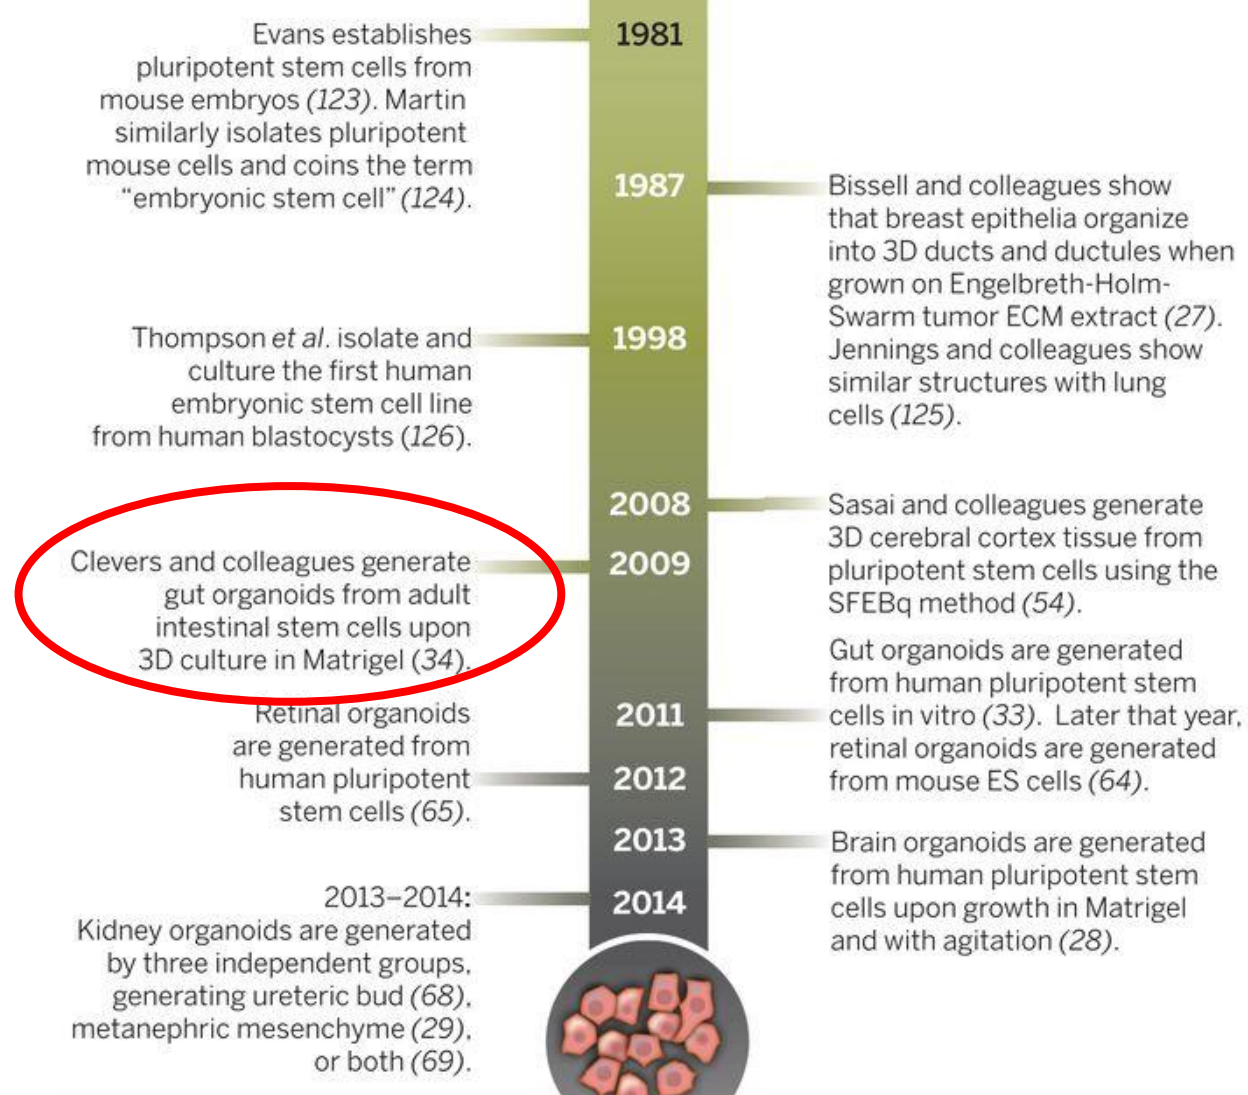 1981
Evans establishes
pluripotent stem cells from
mouse embryos (123). Martin
similarly isolates pluripotent
mouse cells and coins the term
“embryonic stem cell” (124).
1987
Bissell and colleagues show
that breast epithelia organize
into 3D ducts and ductules when
grown on Engelbreth-Holm-
Swarm tumor ECM extract (27).
Jennings and colleagues show
similar structures with lung
cells (125).
1998
Thompson et al. isolate and
culture the first human
embryonic stem cell line
from human blastocysts (126).
2008
Sasai and colleagues generate
3D cerebral cortex tissue from
pluripotent stem cells using the
SFEBq method (54).
2009
Clevers and colleagues generate
gut organoids from adult
intestinal stem cells upon
3D culture in Matrigel (34).
2011
Gut organoids are generated
from human pluripotent stem
cells in vitro (33). Later that year,
retinal organoids are generated
from mouse ES cells (64).
2012
Retinal organoids
are generated from
human pluripotent
stem cells (65).
2013
Brain organoids are generated
from human pluripotent stem
cells upon growth in Matrigel
and with agitation (28).
2014
2013–2014:
Kidney organoids are generated
by three independent groups,
generating ureteric bud (68),
metanephric mesenchyme (29),
or both (69).